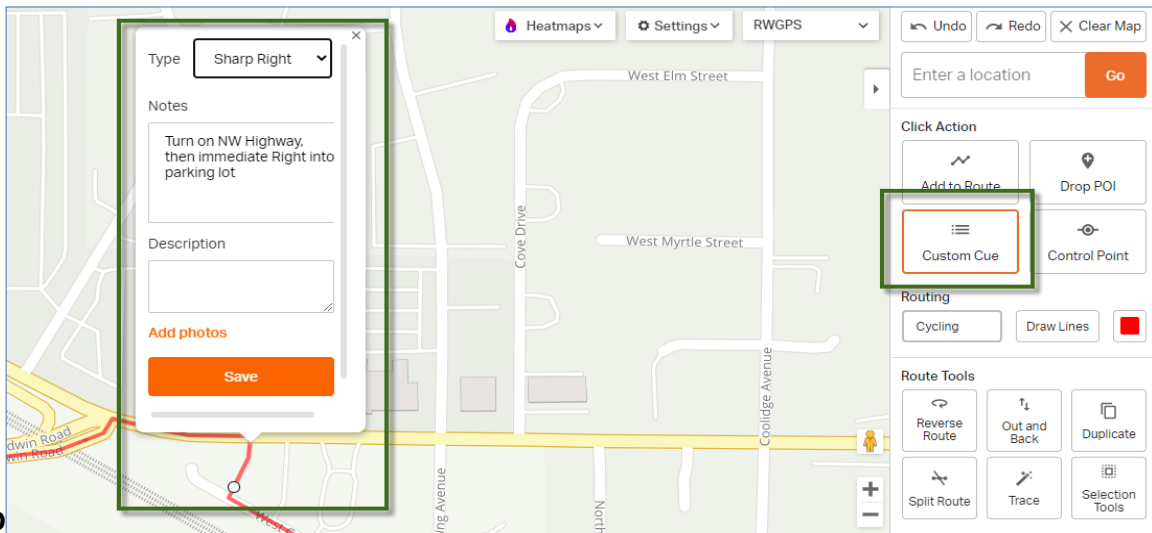 Heatmaps
Settings
RWGPS
Undo
Redo
Clear Map
Enter a location
Go
Click Action
Add to Route
Drop POI
Custom Cue
Control Point
Routing
Cycling
Draw Lines
Route Tools
Reverse
Route
Out and
Back
Duplicate
Split Route
Trace
Selection
Tools
Type
Sharp Right
Notes
Turn on NW Highway,
then immediate Right into
parking lot
Description
Add photos
Save
West Elm Street
Cove Drive
West Myrtle Street
Coolidge Avenue
dwin Road
win Road
West
wng Avenue
North